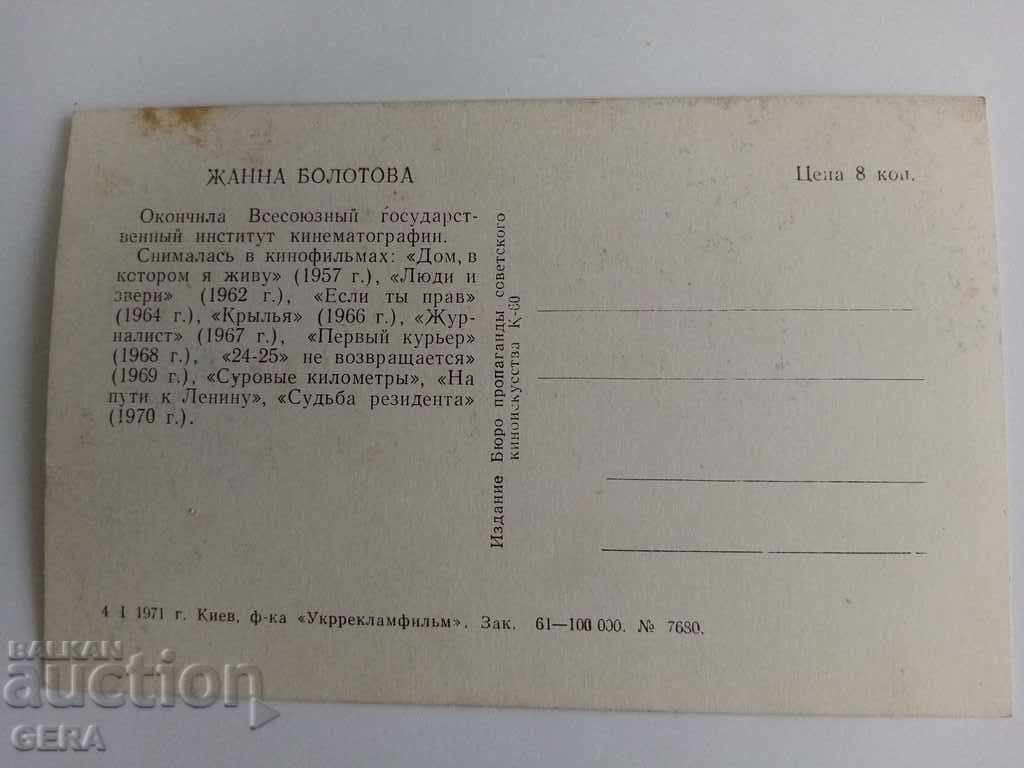 ЖАННА БОЛОТОВА
Цена 8 коп.
Окончила Всесоюзный государст-
венный институт кинематографии.
Снималась в кинофильмах: «Дом, в
кстором я живу» (1957 г.), «Люди и
звери» (1962 г.), «Если ты прав»
(1964 г.), «Крылья» (1966 г.), «Жур-
налист» (1967 г.), «Первый курьер»
(1968 г.), «24-25» не возвращается»
(1969 г.), «Суровые километры», «На
пути к Ленину», «Судьба резидента»
(1970 г.).
Издание Бюро пропаганды советского
киноискусства К-60
4 I 1971 г. Киев, ф-ка «Укррекламфильм». Зак. 61—100 000. № 7680.
BALKAN
auction
GERA